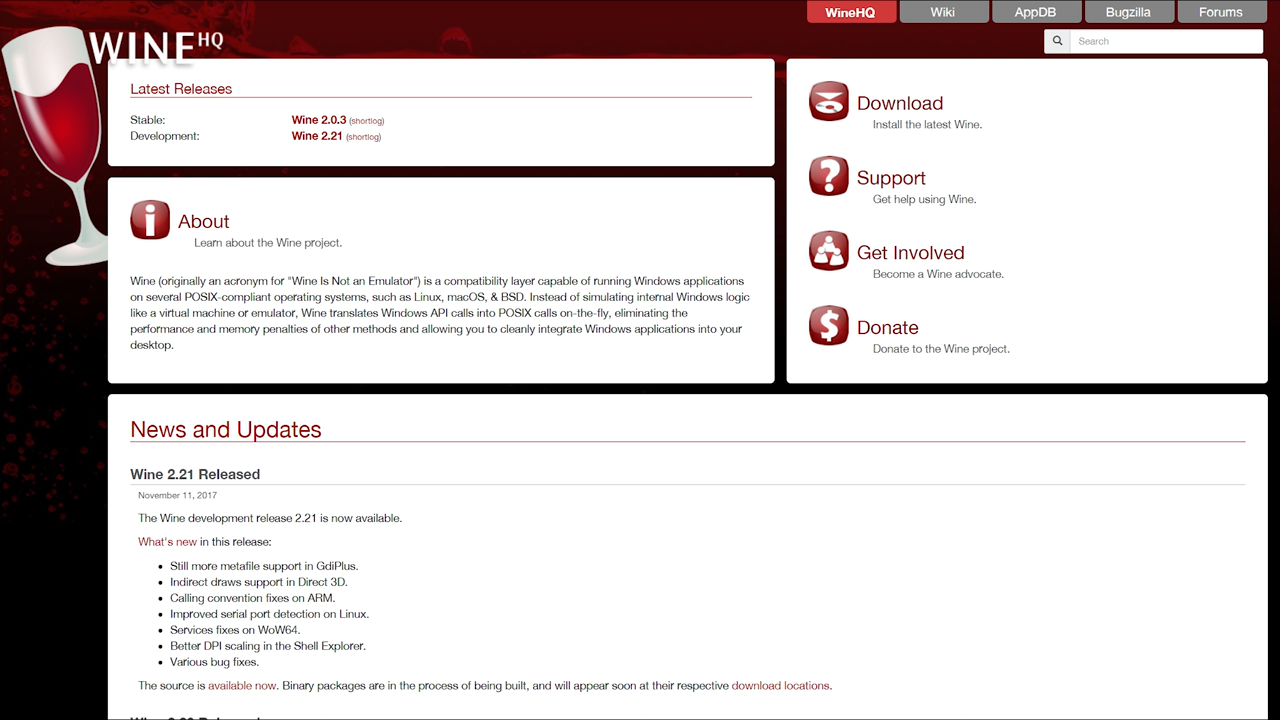 WineHQ Wiki AppDB Bugzilla Forums
WINE HQ
Search
Latest Releases
Stable: Wine 2.0.3 (shortlog)
Development: Wine 2.21 (shortlog)
About
Learn about the Wine project.
Wine (originally an acronym for "Wine Is Not an Emulator") is a compatibility layer capable of running Windows applications
on several POSIX-compliant operating systems, such as Linux, macOS, & BSD. Instead of simulating internal Windows logic
like a virtual machine or emulator, Wine translates Windows API calls into POSIX calls on-the-fly, eliminating the
performance and memory penalties of other methods and allowing you to cleanly integrate Windows applications into your
desktop.
Download
Install the latest Wine.
Support
Get help using Wine.
Get Involved
Become a Wine advocate.
Donate
Donate to the Wine project.
News and Updates
Wine 2.21 Released
November 11, 2017
The Wine development release 2.21 is now available.
What's new in this release:
• Still more metafile support in GdiPlus.
• Indirect draws support in Direct 3D.
• Calling convention fixes on ARM.
• Improved serial port detection on Linux.
• Services fixes on WoW64.
• Better DPI scaling in the Shell Explorer.
• Various bug fixes.
The source is available now. Binary packages are in the process of being built, and will appear soon at their respective download locations.